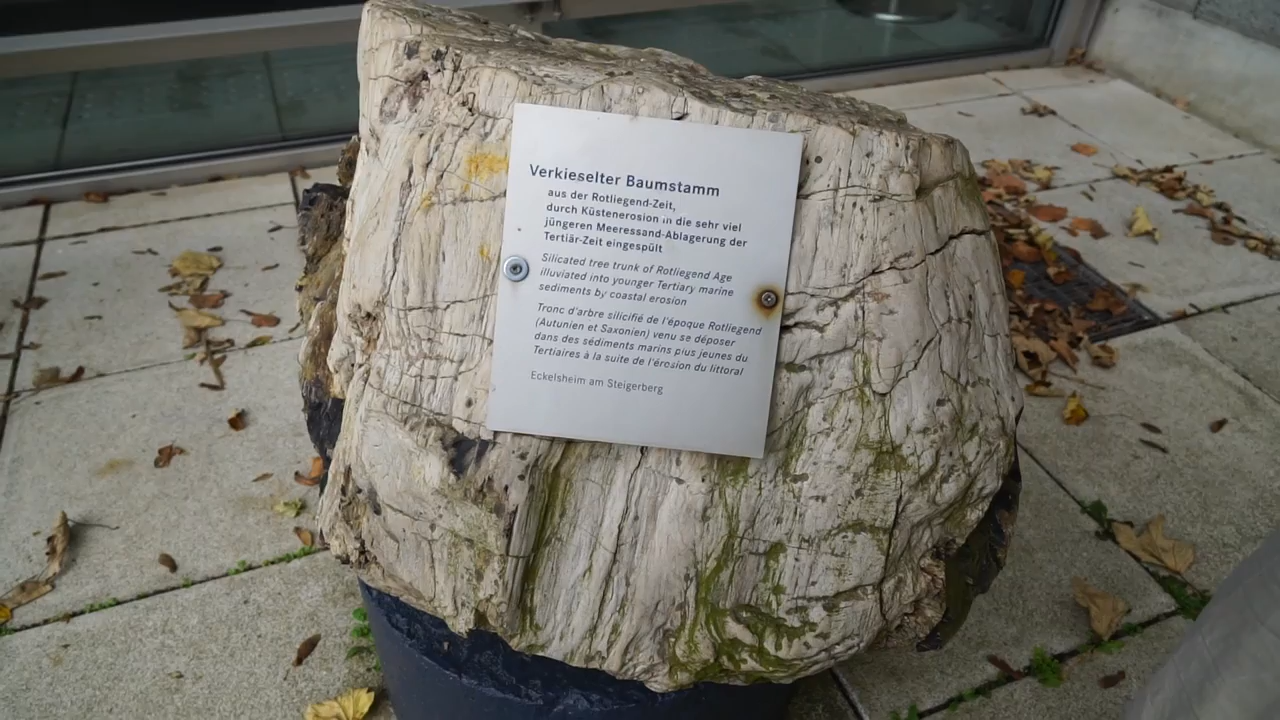 Verkieselter Baumstamm
aus der Rotliegend-Zeit,
durch Küstenerosion in die sehr viel
jüngeren Meeressand-Ablagerung der
Tertiär-Zeit eingespült
Silicated tree trunk of Rotliegend Age
illuviated into younger Tertiary marine
sediments by coastal erosion
Tronc d'arbre silicifié de l'époque Rotliegend
(Autunien et Saxonien) venu se déposer
dans des sédiments marins plus jeunes du
Tertiaires à la suite de l'érosion du littoral
Eckelsheim am Steigerberg